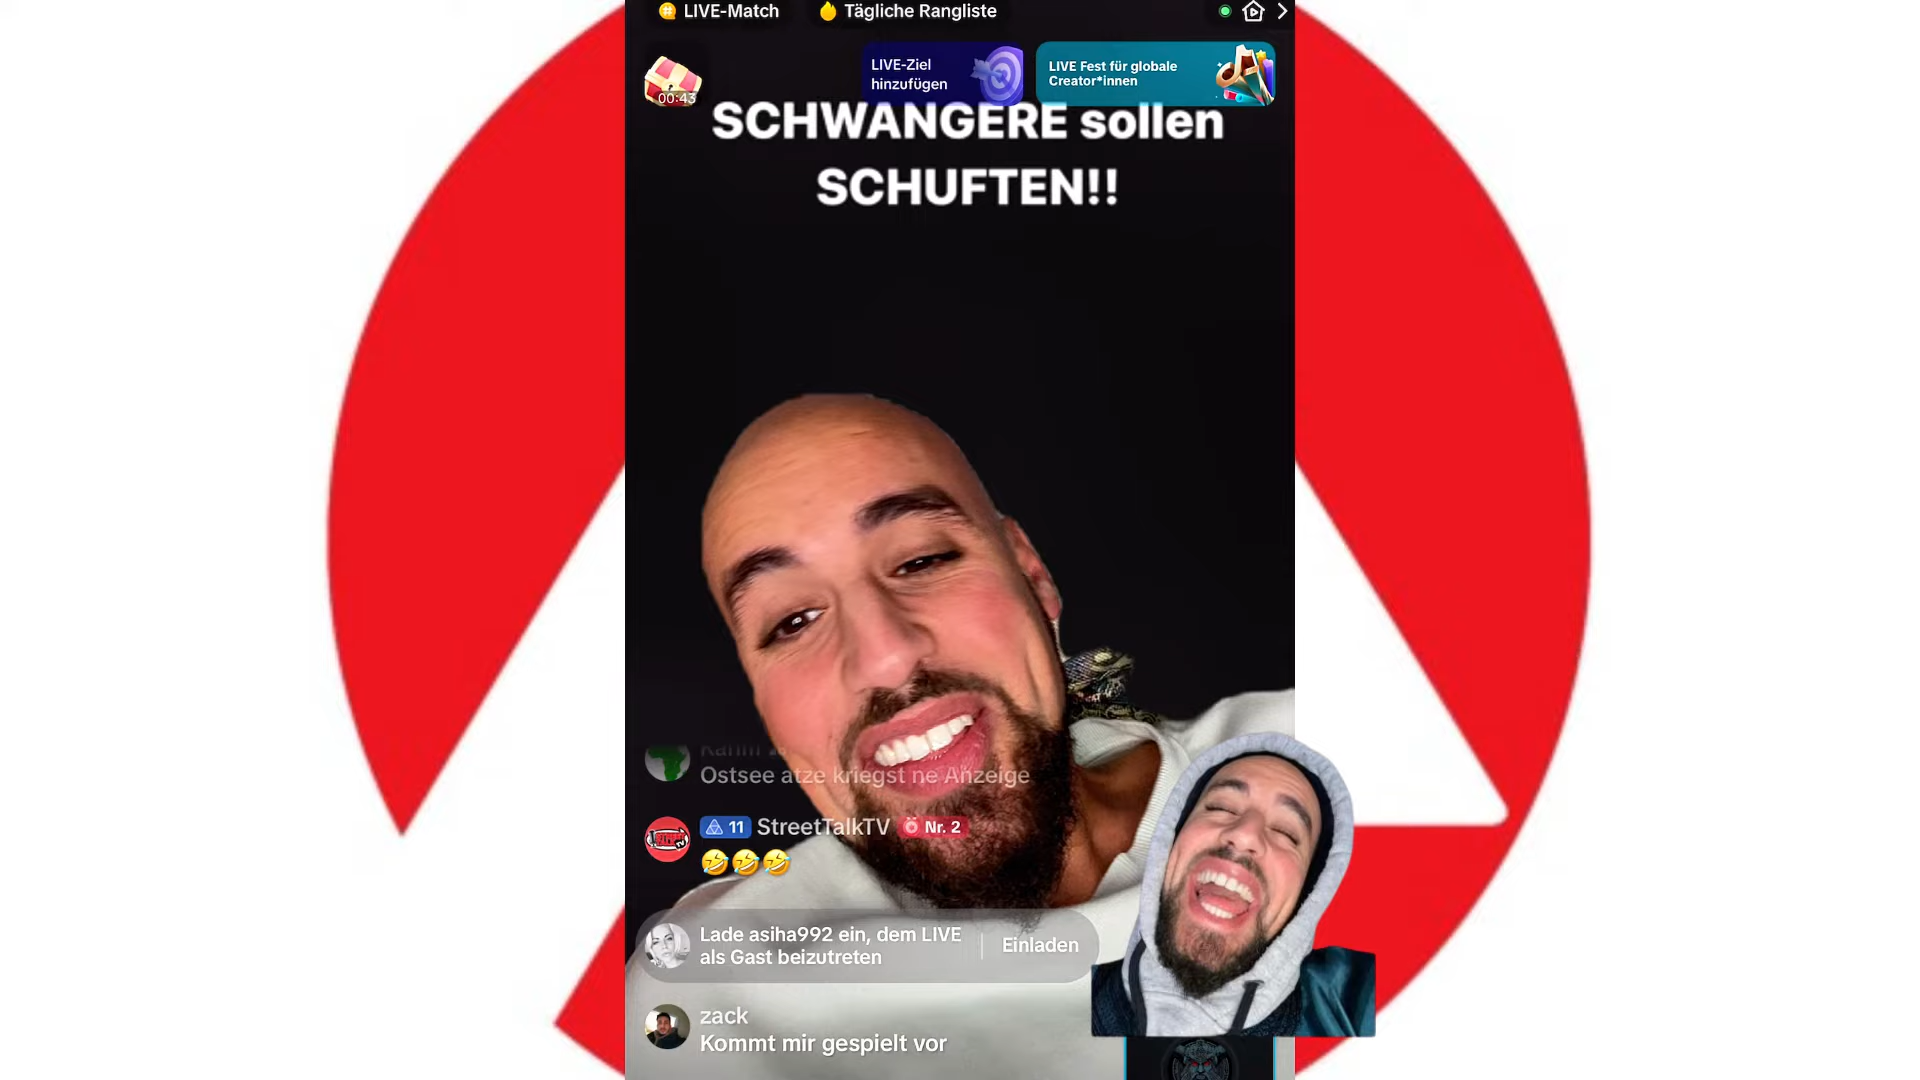 LIVE-Match
Tägliche Rangliste
00:43
LIVE-Ziel
hinzufügen
LIVE Fest für globale
Creator*innen
SCHWANGERE sollen
SCHUFTEN!!
Ostsee atze kriegst ne Anzeige
11 StreetTalkTV Nr. 2
🤣🤣🤣
Lade asiha992 ein, dem LIVE
als Gast beizutreten
Einladen
zack
Kommt mir gespielt vor